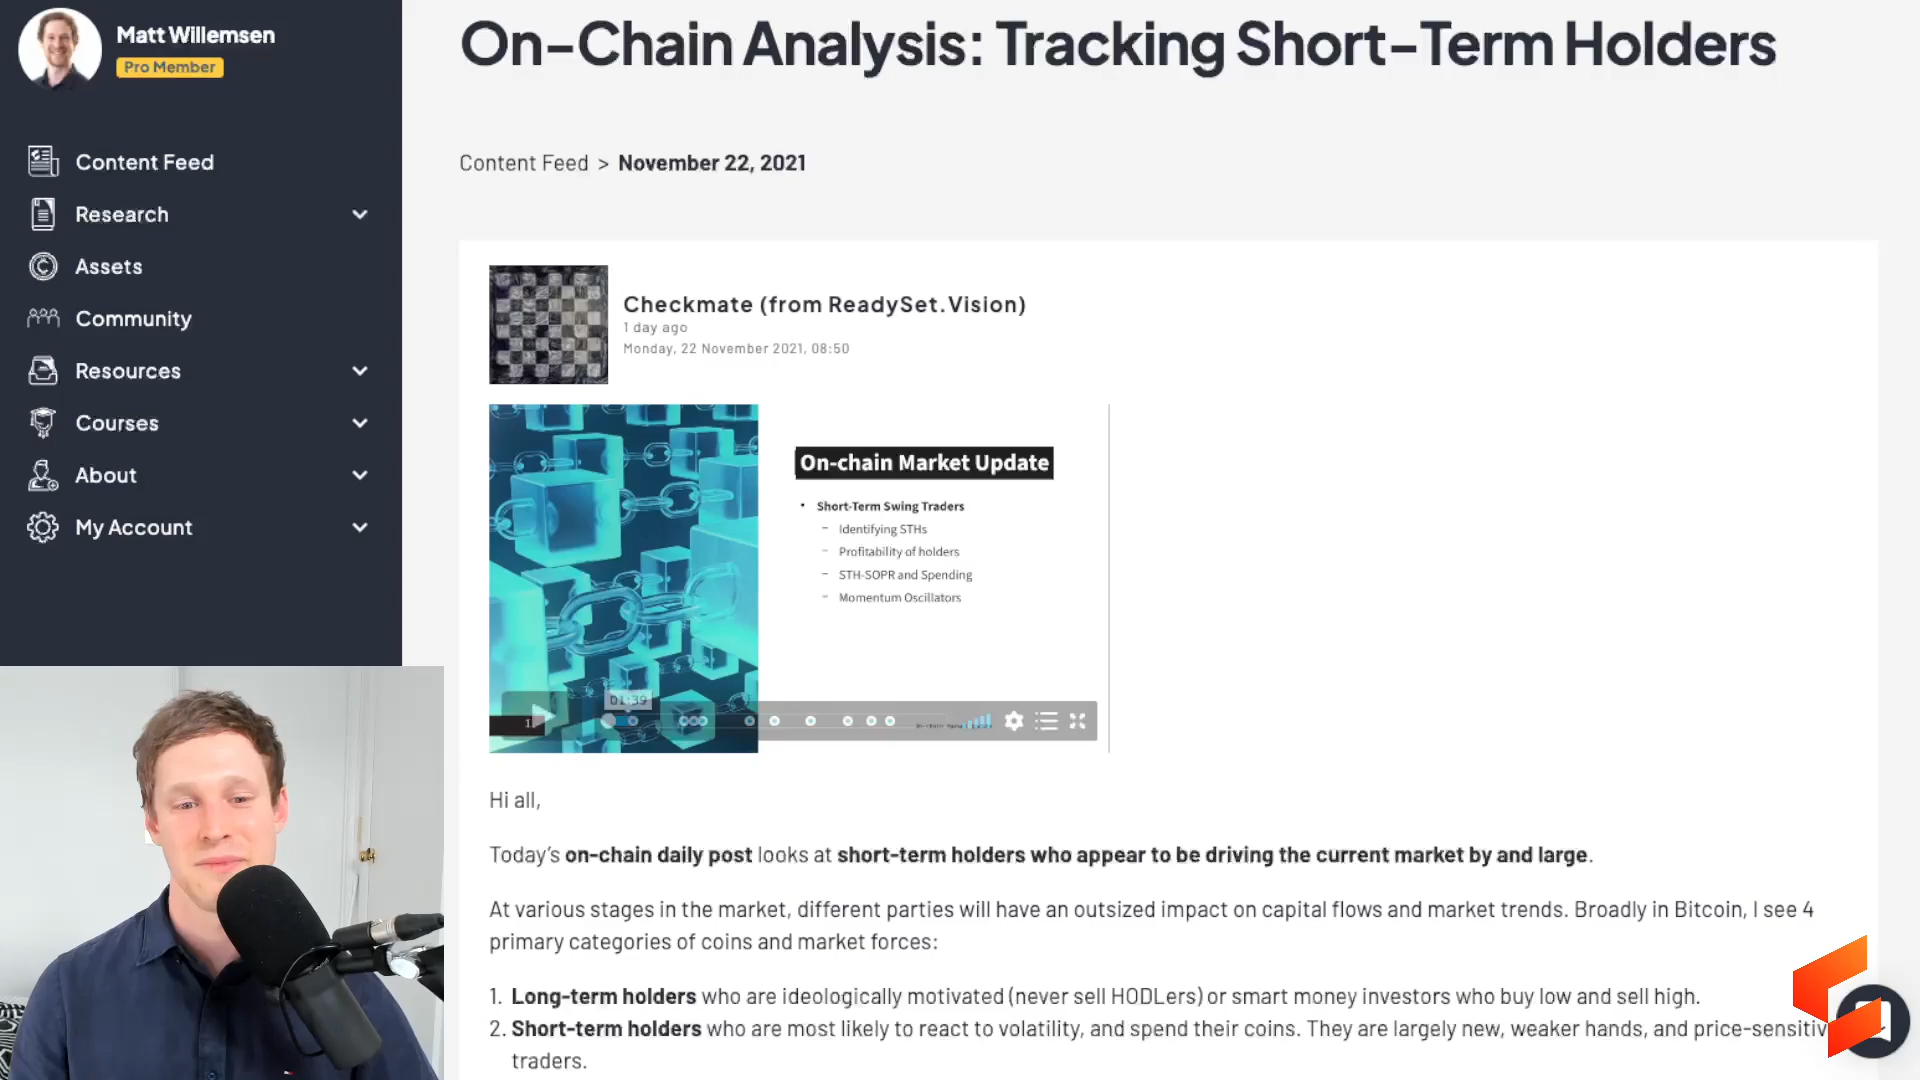 Matt Willemsen
Pro Member
Content Feed
Research
Assets
Community
Resources
Courses
About
My Account
On-Chain Analysis: Tracking Short-Term Holders
Content Feed > November 22, 2021
Checkmate (from ReadySet.Vision)
1 day ago
Monday, 22 November 2021, 08:50
On-chain Market Update
• Short-Term Swing Traders
– Identifying STHs
– Profitability of holders
– STH-SOPR and Spending
– Momentum Oscillators
01:39
1
Hi all,
Today’s on-chain daily post looks at short-term holders who appear to be driving the current market by and large.
At various stages in the market, different parties will have an outsized impact on capital flows and market trends. Broadly in Bitcoin, I see 4
primary categories of coins and market forces:
1. Long-term holders who are ideologically motivated (never sell HODLers) or smart money investors who buy low and sell high.
2. Short-term holders who are most likely to react to volatility, and spend their coins. They are largely new, weaker hands, and price-sensitiv
traders.